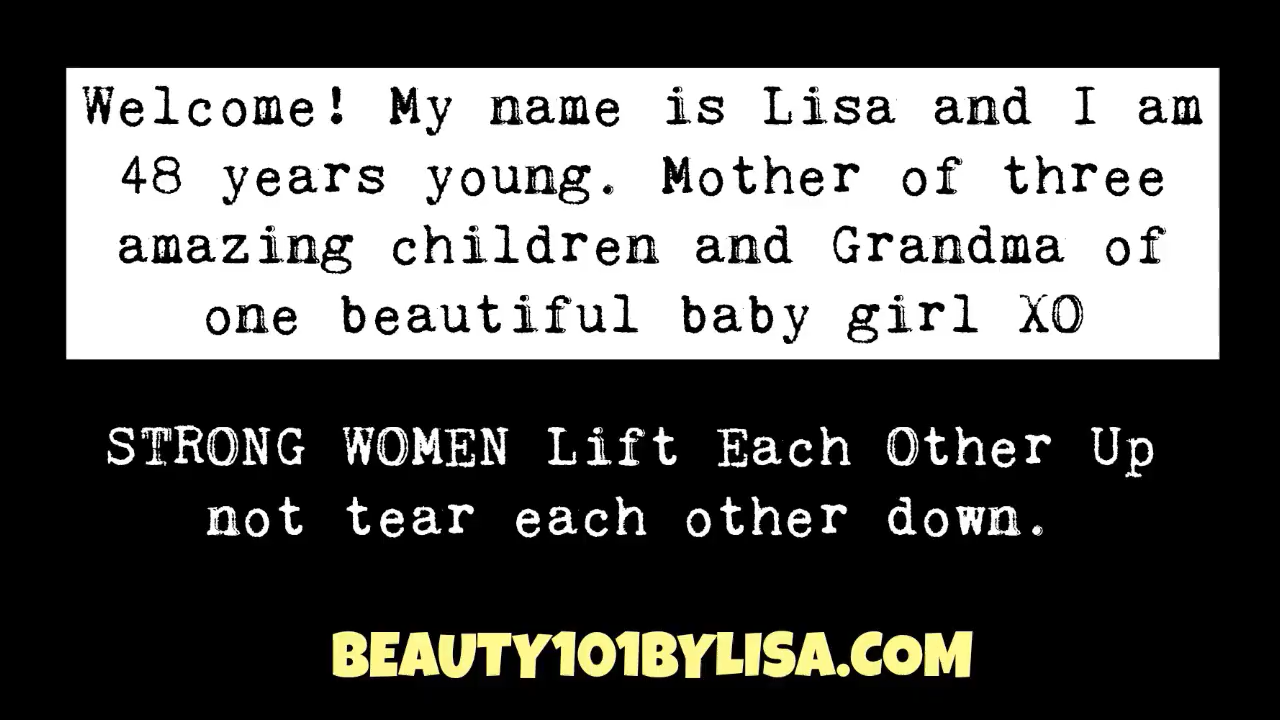 Welcome! My name is Lisa and I am
48 years young. Mother of three
amazing children and Grandma of
one beautiful baby girl XO
STRONG WOMEN Lift Each Other Up
not tear each other down.
BEAUTY101BYLISA.COM